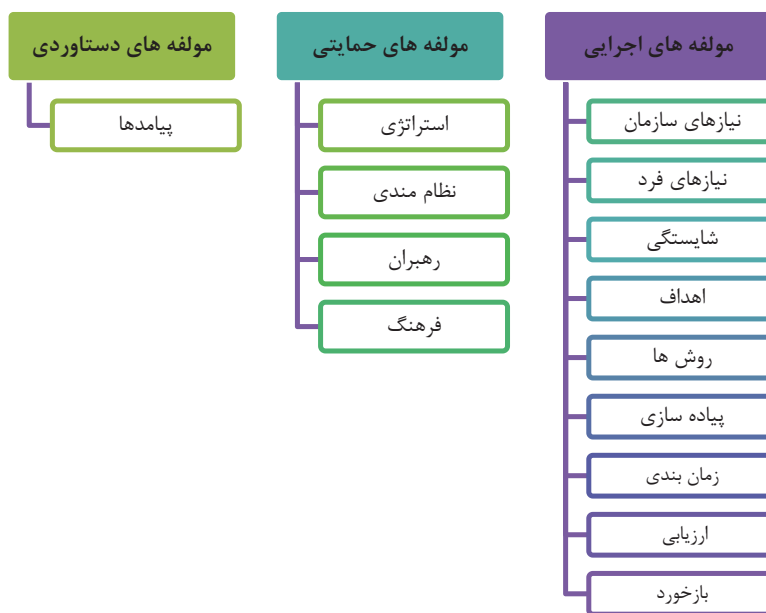 مولفه های اجرایی
نیازهای سازمان
نیازهای فرد
شایستگی
اهداف
روش ها
پیاده سازی
زمان بندی
ارزیابی
بازخورد
مولفه های حمایتی
استراتژی
نظام مندی
رهبران
فرهنگ
مولفه های دستاوردی
پیامدها